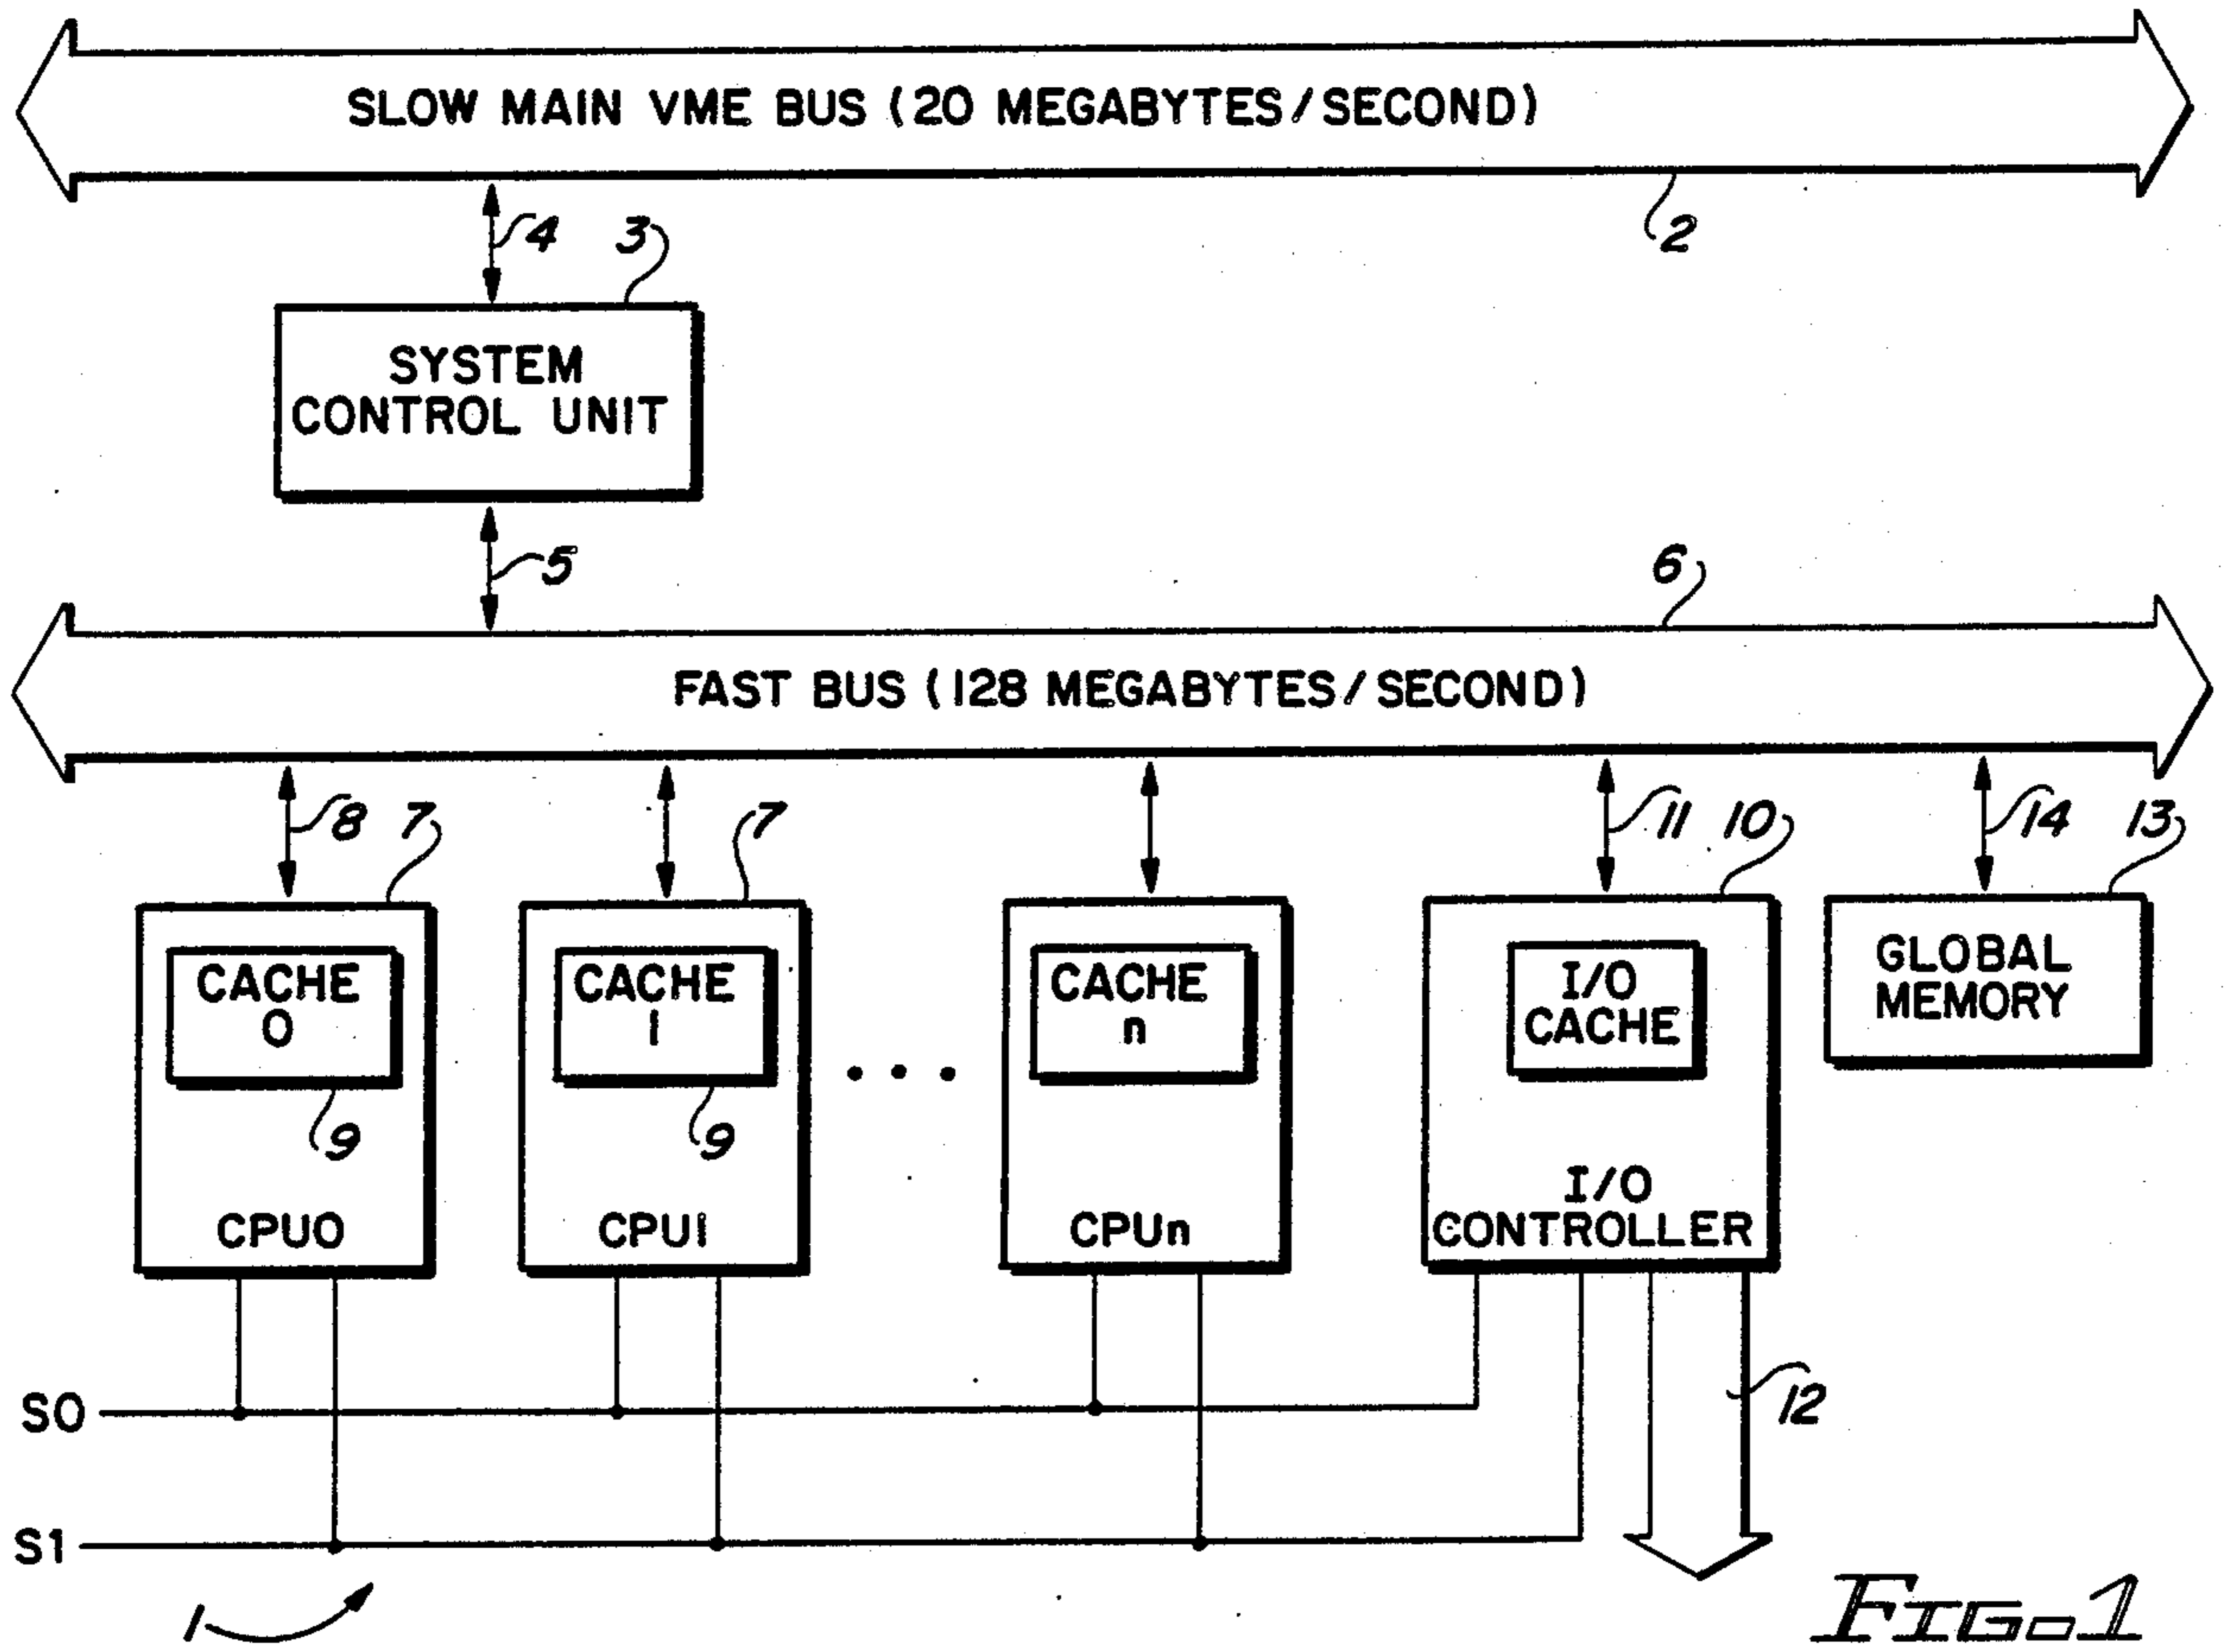 SLOW MAIN VME BUS (20 MEGABYTES/SECOND)
4
3
2
SYSTEM
CONTROL UNIT
5
6
FAST BUS (128 MEGABYTES/SECOND)
8
7
7
11
10
14
13
CACHE
0
CACHE
1
CACHE
n
I/O
CACHE
GLOBAL
MEMORY
. . .
9
9
CPU0
CPU1
CPUn
I/O
CONTROLLER
S0
12
S1
1
FIG. 1